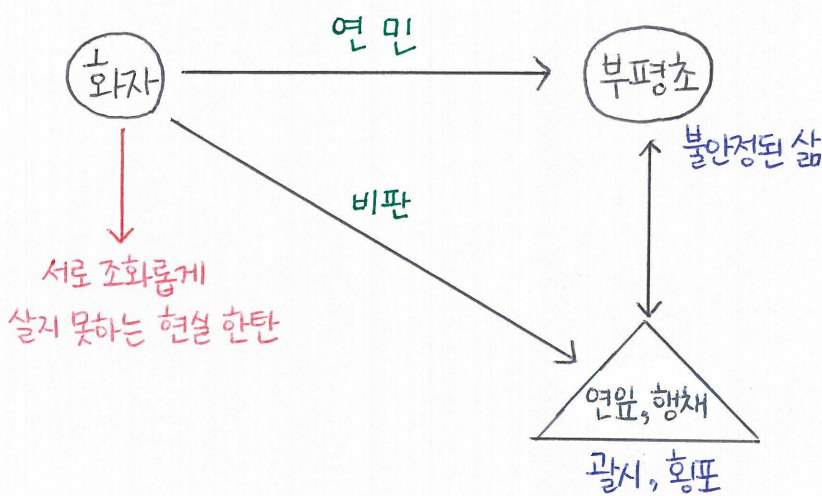 연민
화자
부평초
불안정된 삶
비판
서로 조화롭게
살지 못하는 현실 한탄
연잎, 행채
괄시, 횡포